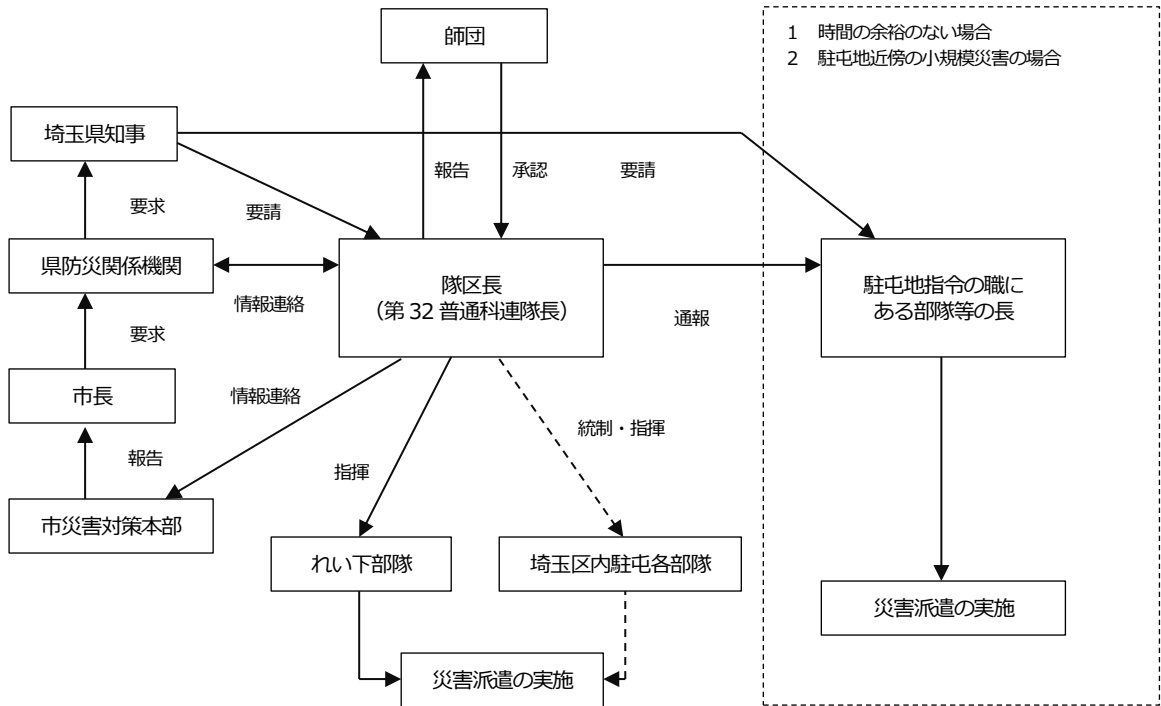 師団
1 時間の余裕のない場合
2 駐屯地近傍の小規模災害の場合
埼玉県知事
報告
承認
要請
要求
要請
県防災関係機関
隊区長
（第 32 普通科連隊長）
駐屯地指令の職に
ある部隊等の長
情報連絡
通報
要求
市長
情報連絡
統制・指揮
報告
指揮
市災害対策本部
れい下部隊
埼玉区内駐屯各部隊
災害派遣の実施
災害派遣の実施